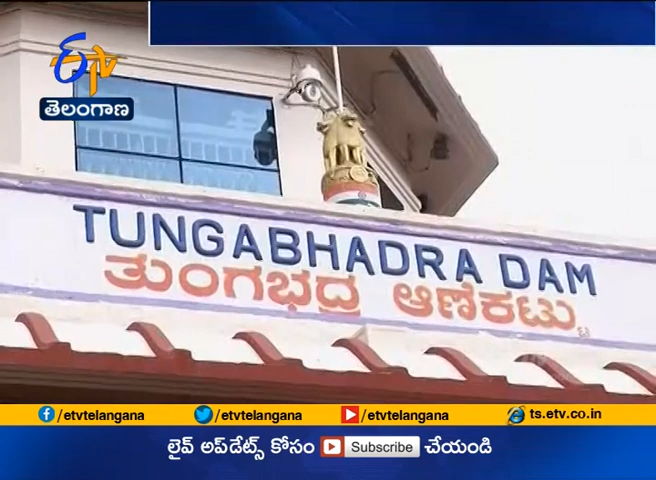 etv
తెలంగాణ
TUNGABHADRA DAM
ತುಂಗಭದ್ರ ಆಣೆಕಟ್ಟು
/etvtelangana /etvtelangana /etvtelangana ts.etv.co.in
లైవ్ అప్‌డేట్స్ కోసం Subscribe చేయండి